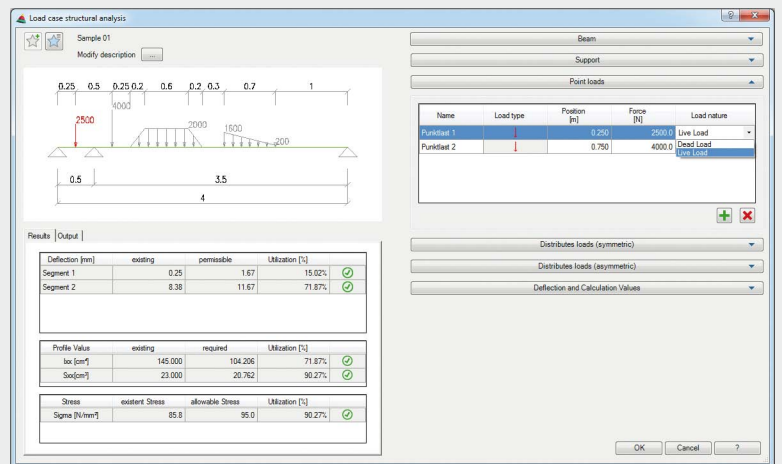 Load case structural analysis
Sample 01
Modify description ...
0.25 0.5 0.25 0.2 0.6 0.2 0.3 0.7 1
4000
2500
2000 1600
200
0.5 3.5
4
Results Output
Deflection [mm] existing permissible Utilization [%]
Segment 1 0.25 1.67 15.02%
Segment 2 8.38 11.67 71.87%
Profile Valus existing required Utilization [%]
Ixx [cm⁴] 145.000 104.206 71.87%
Sxx[cm³] 23.000 20.762 90.27%
Stress existent Stress allowable Stress Utilization [%]
Sigma [N/mm²] 85.8 95.0 90.27%
Beam
Support
Point loads
Name Load type Position [m] Force [N] Load nature
Punktlast 1 0.250 2500.0 Live Load
Punktlast 2 0.750 4000.0 Dead Load
Live Load
Distributes loads (symmetric)
Distributes loads (asymmetric)
Deflection and Calculation Values
OK Cancel ?